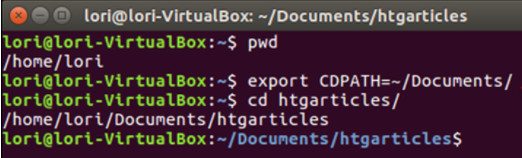 lori@lori-VirtualBox: ~/Documents/htgarticles
lori@lori-VirtualBox:~$ pwd
/home/lori
lori@lori-VirtualBox:~$ export CDPATH=~/Documents/
lori@lori-VirtualBox:~$ cd htgarticles/
/home/lori/Documents/htgarticles
lori@lori-VirtualBox:~/Documents/htgarticles$